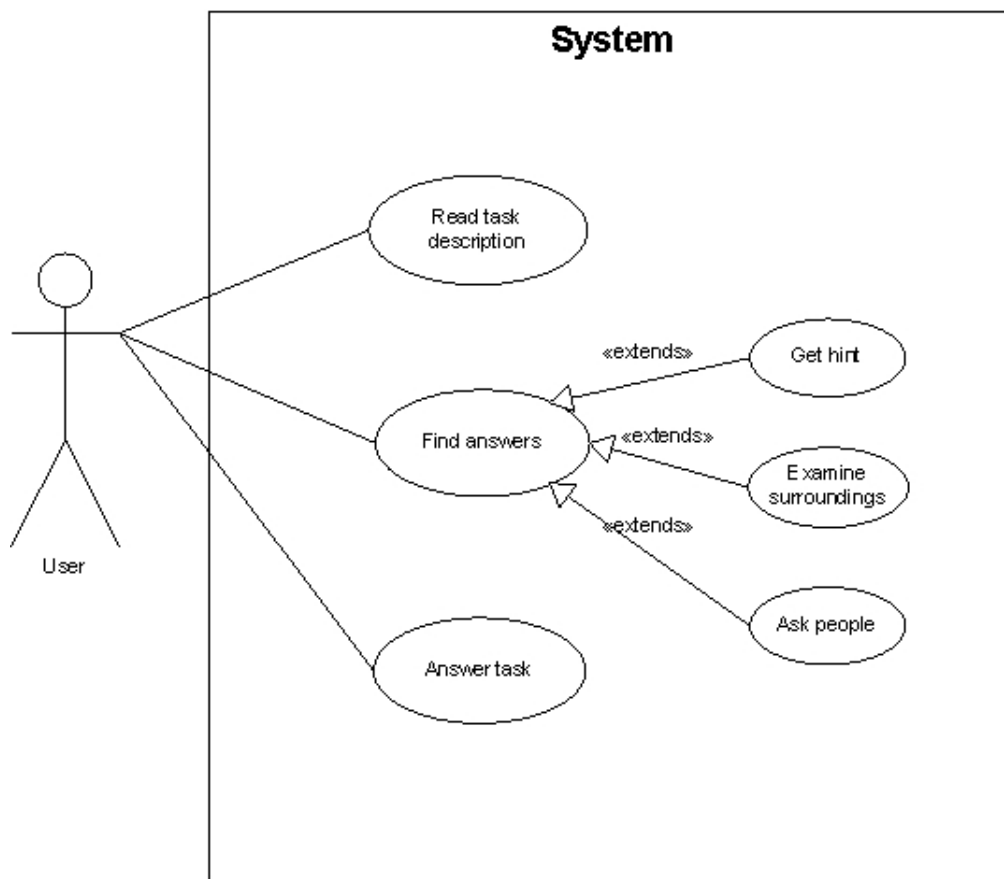 System
Read task
description
«extends»
Get hint
Find answers
«extends»
Examine
surroundings
«extends»
User
Ask people
Answer task